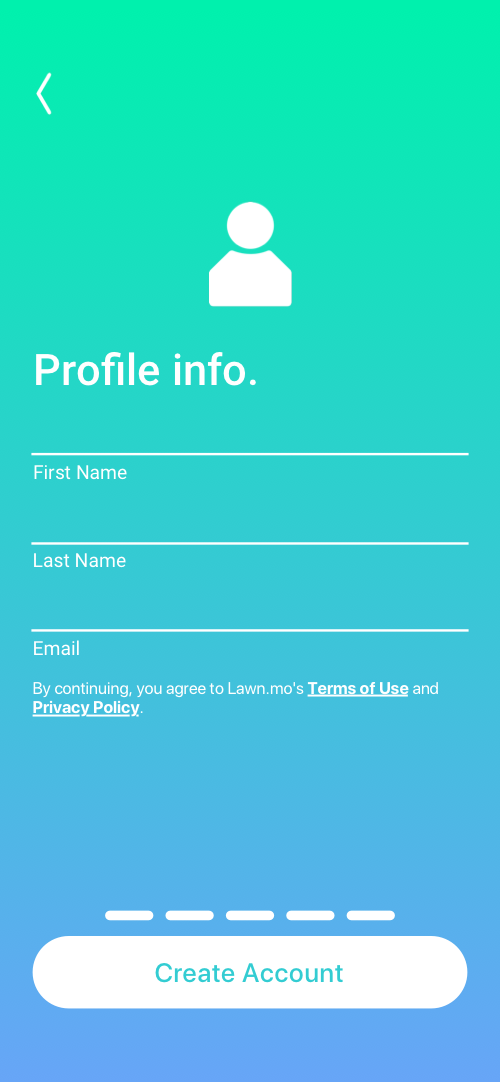 Profile info.
First Name
Last Name
Email
By continuing, you agree to Lawn.mo's Terms of Use and
Privacy Policy.
Create Account